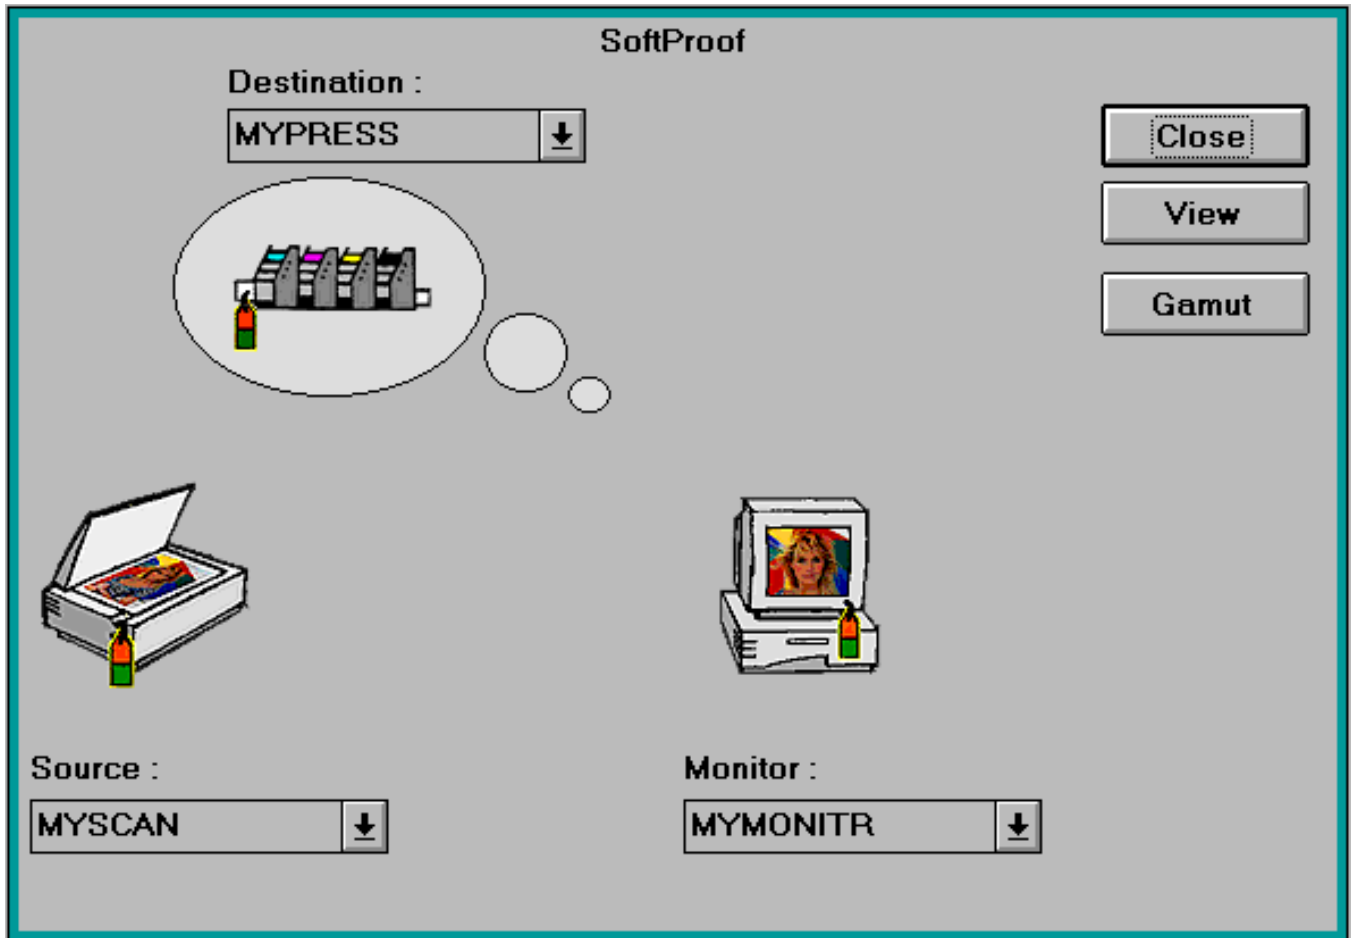 SoftProof
Destination :
MYPRESS
Close
View
Gamut
Source :
MYSCAN
Monitor :
MYMONITR